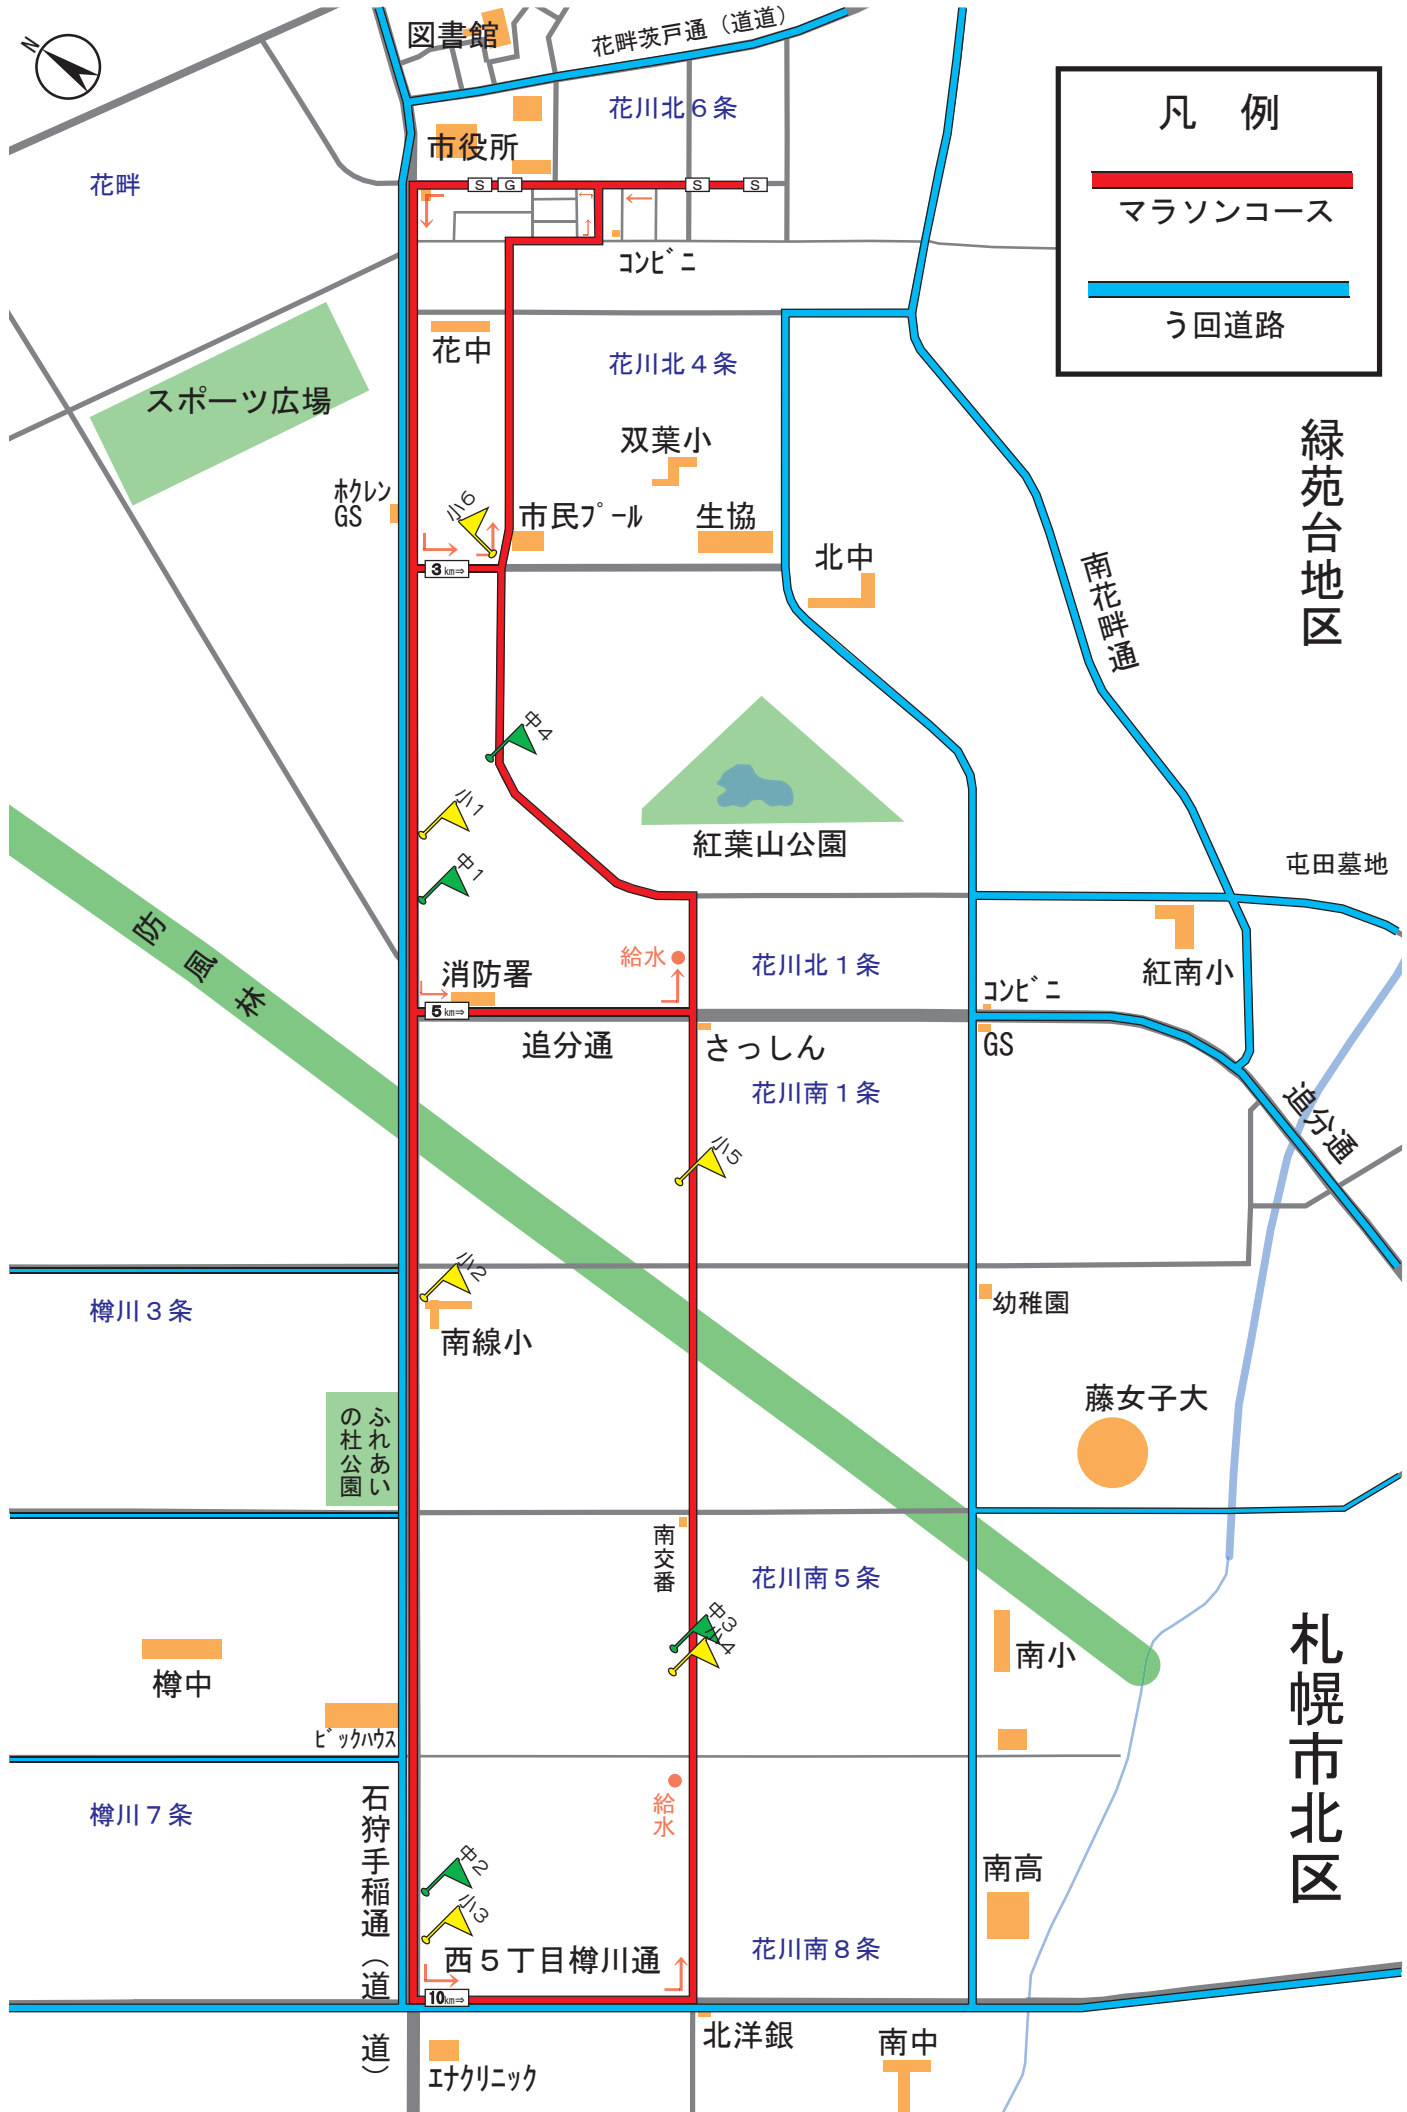 N
図書館
花畔茨戸通（道道）
花川北６条
凡　例
マラソンコース
う回道路
市役所
花畔
S
G
S
S
コンビニ
花中
花川北４条
スポーツ広場
双葉小
緑苑台地区
ホクレン
GS
小6
市民プール
生協
北中
3km⇒
南花畔通
中4
小1
紅葉山公園
中1
屯田墓地
防風林
給水
花川北１条
消防署
紅南小
コンビニ
5km⇒
追分通
さっしん
GS
花川南１条
追分通
小5
小2
樽川３条
幼稚園
南線小
藤女子大
ふれあい
の杜公園
南交番
花川南５条
中3
小4
札幌市北区
南小
樽中
ビックハウス
石狩手稲通（道道）
樽川７条
給水
中2
南高
小3
西５丁目樽川通
花川南８条
10km⇒
北洋銀
南中
エナクリニック